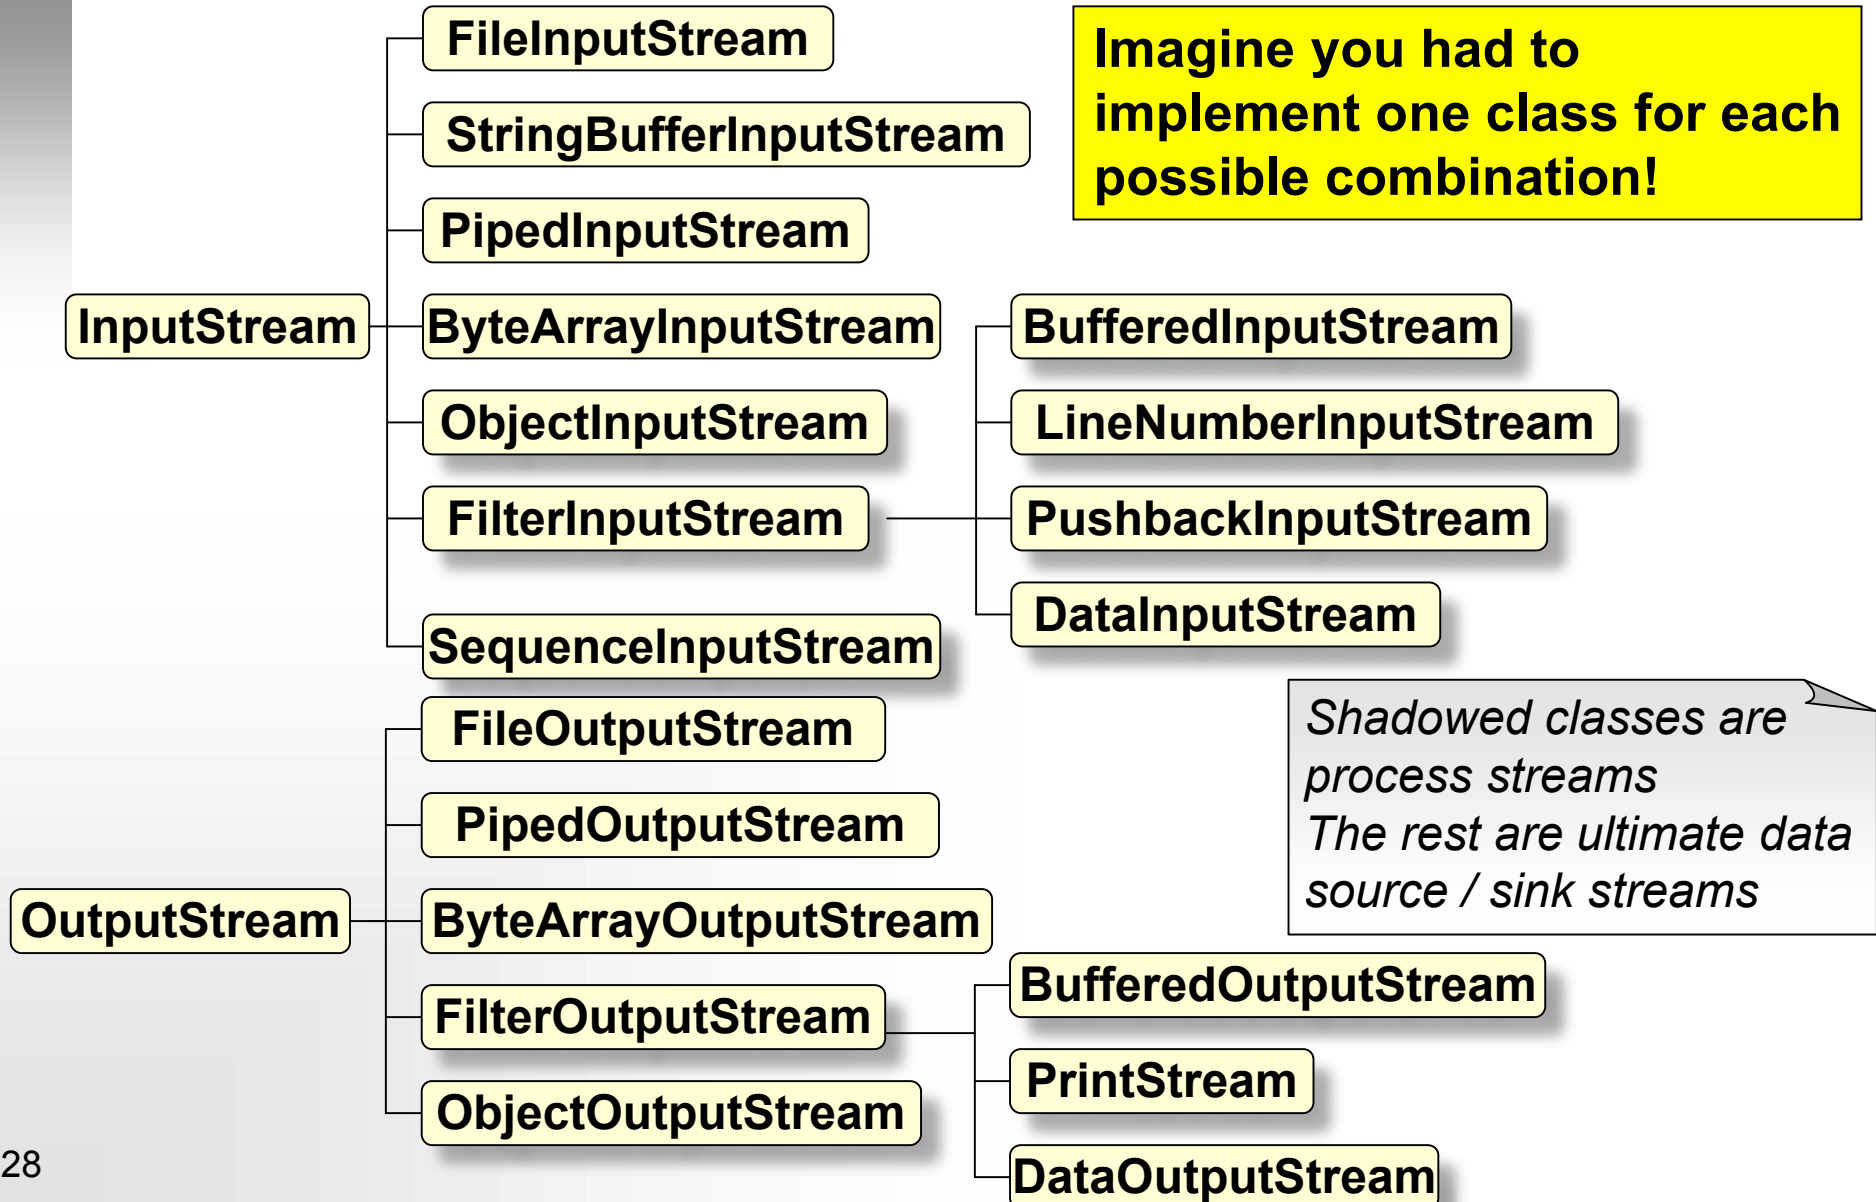 FileInputStream
Imagine you had to
implement one class for each
possible combination!
StringBufferInputStream
PipedInputStream
InputStream
ByteArrayInputStream
BufferedInputStream
ObjectInputStream
LineNumberInputStream
FilterInputStream
PushbackInputStream
DataInputStream
SequenceInputStream
FileOutputStream
Shadowed classes are
process streams
The rest are ultimate data
source / sink streams
PipedOutputStream
OutputStream
ByteArrayOutputStream
BufferedOutputStream
FilterOutputStream
PrintStream
ObjectOutputStream
DataOutputStream
28